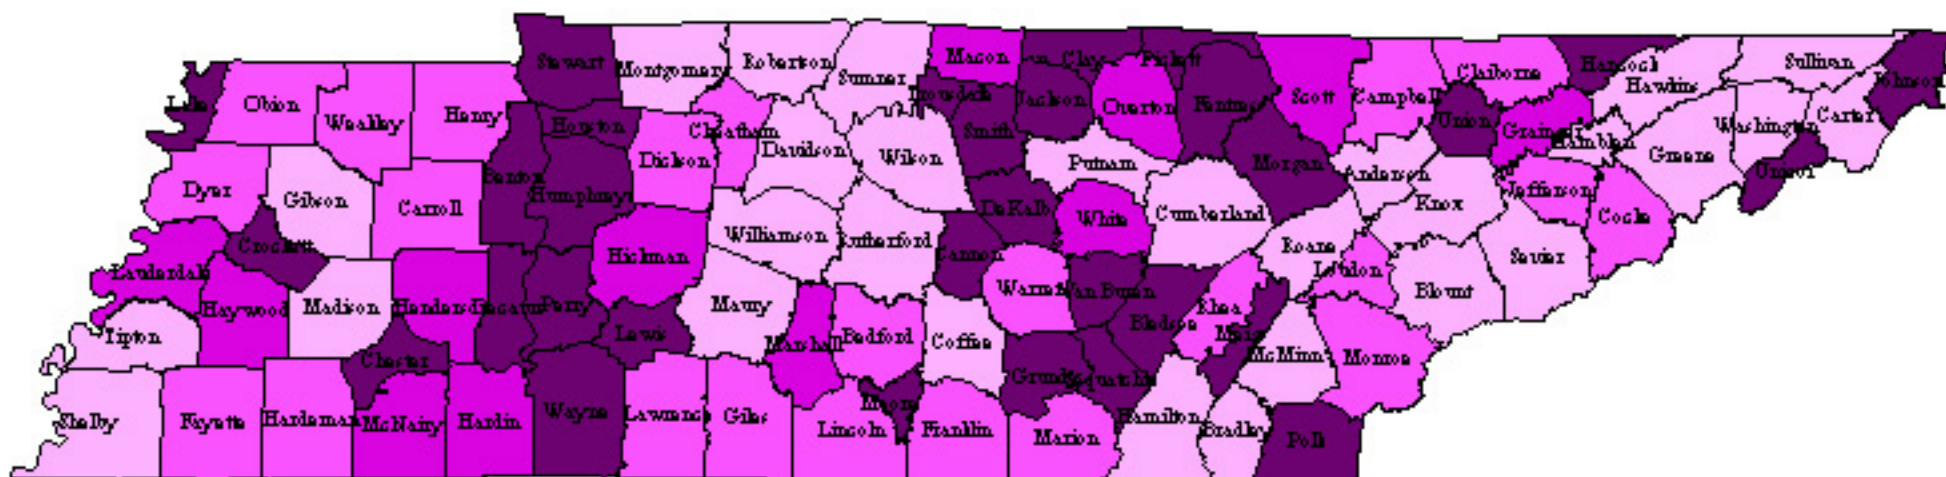 Stewart
Montgomery
Robertson
Sumner
Macon
Clay
Pickett
Scott
Campbell
Claiborne
Hancock
Hawkins
Sullivan
Johnson
Lake
Obion
Weakley
Henry
Houston
Cheatham
Dickson
Davidson
Wilson
Trousdale
Smith
Jackson
Overton
Fentress
Morgan
Union
Grainger
Hamblen
Greene
Washington
Carter
Unicoi
Dyer
Gibson
Carroll
Benton
Humphreys
Putnam
Anderson
Knox
Jefferson
Cocke
Crockett
Hickman
Williamson
Rutherford
DeKalb
White
Cumberland
Roane
Loudon
Sevier
Blount
Lauderdale
Haywood
Madison
Henderson
Decatur
Perry
Lewis
Maury
Cannon
Warren
Van Buren
Bledsoe
Rhea
Meigs
Tipton
Chester
Marshall
Bedford
Coffee
Grundy
Sequatchie
McMinn
Monroe
Shelby
Fayette
Hardeman
McNairy
Hardin
Wayne
Lawrence
Giles
Lincoln
Moore
Franklin
Marion
Hamilton
Bradley
Polk